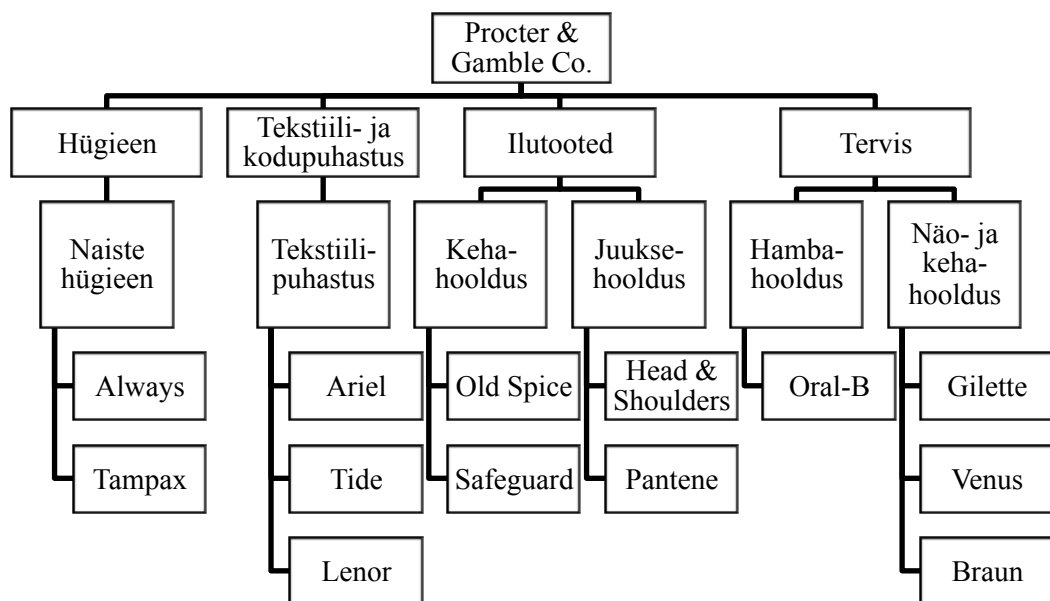 Procter &
Gamble Co.
Hügieen
Tekstiili- ja
kodupuhastus
Ilutooted
Tervis
Naiste
hügieen
Tekstiili-
puhastus
Keha-
hooldus
Juukse-
hooldus
Hamba-
hooldus
Näo- ja
keha-
hooldus
Always
Ariel
Old Spice
Head &
Shoulders
Oral-B
Gilette
Tampax
Tide
Safeguard
Pantene
Venus
Lenor
Braun